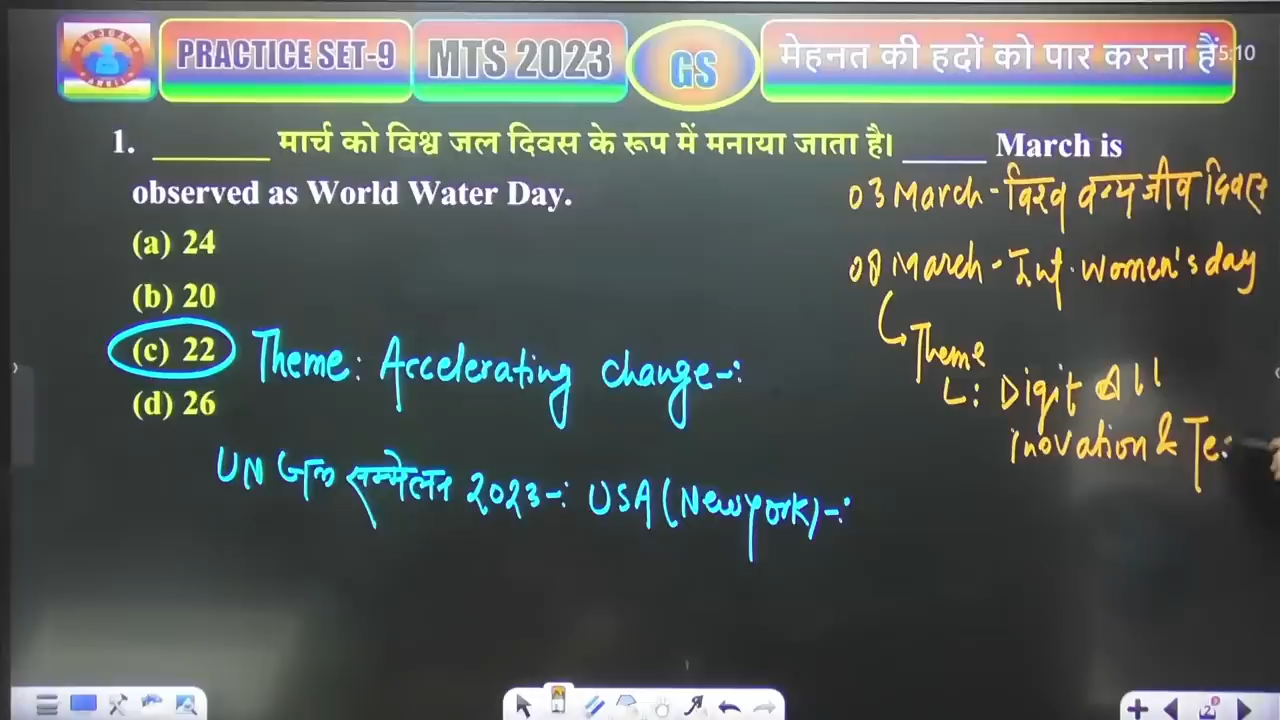 RUJGAR
ANKIT
PRACTICE SET-9
MTS 2023
GS
मेहनत की हदों को पार करना हैं
5:10
1. _______ मार्च को विश्व जल दिवस के रूप में मनाया जाता है। _____ March is
observed as World Water Day.
(a) 24
(b) 20
(c) 22
(d) 26
Theme: Accelerating change-:
UN जल सम्मेलन 2023-: USA (Newyork)-:
03 March - विश्व वन्य जीव दिवस
08 March - Int. women's day
Theme
L: Digit All
inovation & Te